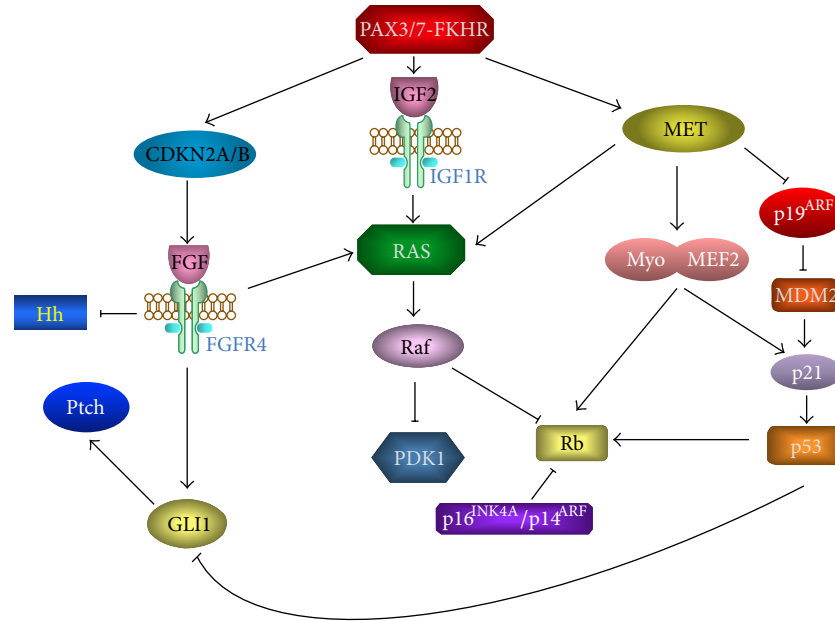 PAX3/7-FKHR
IGF2
MET
CDKN2A/B
IGF1R
p19ARF
RAS
FGF
Myo
MEF2
MDM2
Hh
FGFR4
Raf
p21
Ptch
PDK1
Rb
p53
GLI1
p16INK4A/p14ARF